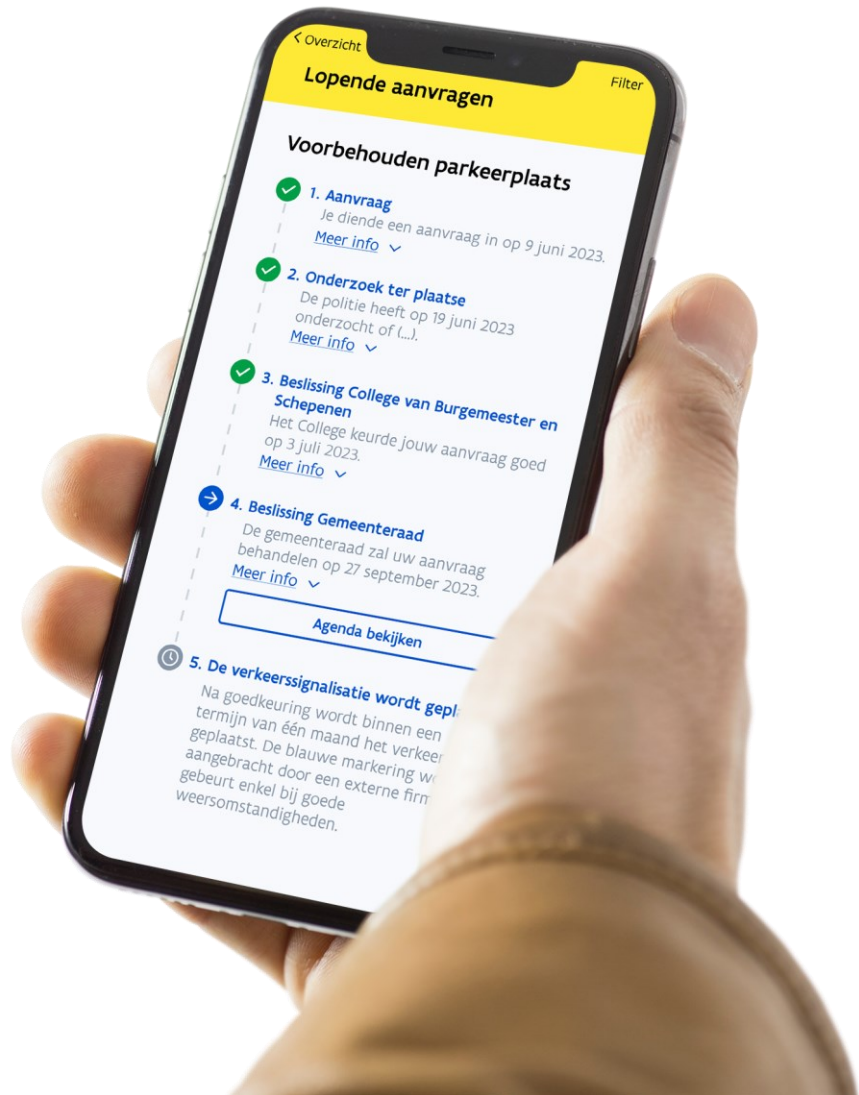 Overzicht
Filter
Lopende aanvragen
Voorbehouden parkeerplaats
1. Aanvraag
Je diende een aanvraag in op 9 juni 2023.
Meer info
2. Onderzoek ter plaatse
De politie heeft op 19 juni 2023
onderzocht of (...).
Meer info
3. Beslissing College van Burgemeester en
Schepenen
Het College keurde jouw aanvraag goed
op 3 juli 2023.
Meer info
4. Beslissing Gemeenteraad
De gemeenteraad zal uw aanvraag
behandelen op 27 september 2023.
Meer info
Agenda bekijken
5. De verkeerssignalisatie wordt
Na goedkeuring wordt binnen een
termijn van één maand het
geplaatst. De blauwe markering
aangebracht door een externe
gebeurt enkel bij goede
weersomstandigheden.